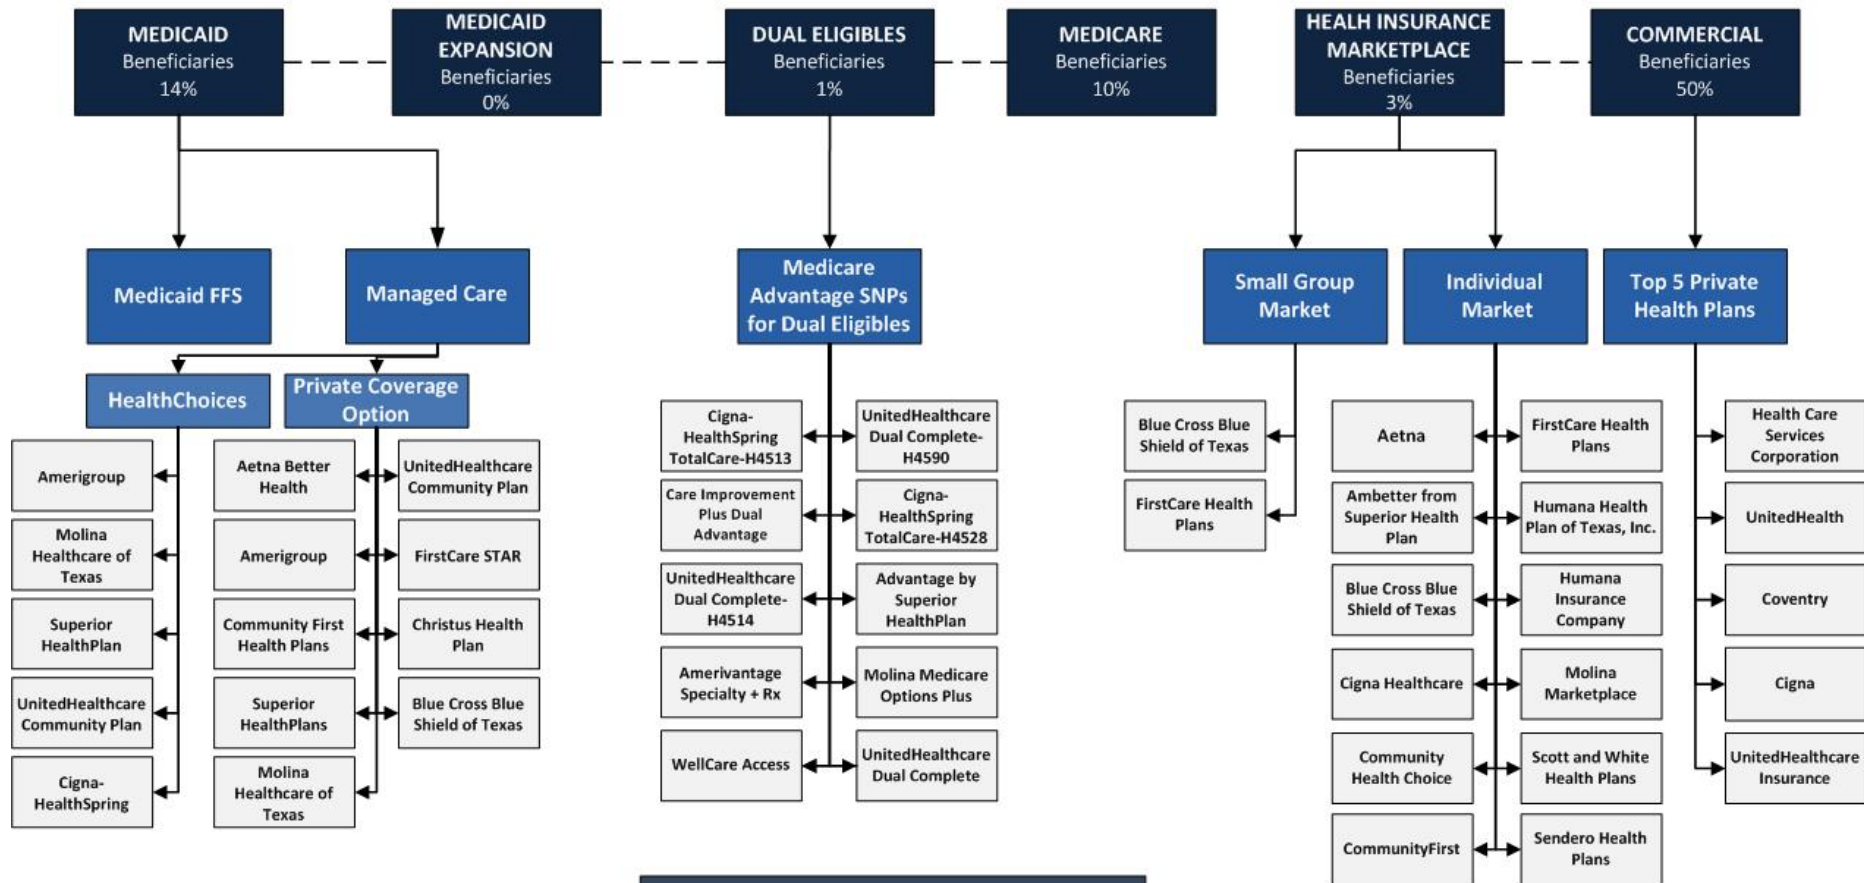 MEDICAID
Beneficiaries
14%
MEDICAID
EXPANSION
Beneficiaries
0%
DUAL ELIGIBLES
Beneficiaries
1%
MEDICARE
Beneficiaries
10%
HEALH INSURANCE
MARKETPLACE
Beneficiaries
3%
COMMERCIAL
Beneficiaries
50%
Medicaid FFS
Managed Care
Medicare
Advantage SNPs
for Dual Eligibles
Small Group
Market
Individual
Market
Top 5 Private
Health Plans
HealthChoices
Private Coverage
Option
Amerigroup
Molina
Healthcare of
Texas
Superior
HealthPlan
UnitedHealthcare
Community Plan
Cigna-
HealthSpring
Aetna Better
Health
Amerigroup
Community First
Health Plans
Superior
HealthPlans
Molina
Healthcare of
Texas
UnitedHealthcare
Community Plan
FirstCare STAR
Christus Health
Plan
Blue Cross Blue
Shield of Texas
Cigna-
HealthSpring
TotalCare-H4513
Care Improvement
Plus Dual
Advantage
UnitedHealthcare
Dual Complete-
H4514
Amerivantage
Specialty + Rx
WellCare Access
UnitedHealthcare
Dual Complete-
H4590
Cigna-
HealthSpring
TotalCare-H4528
Advantage by
Superior
HealthPlan
Molina Medicare
Options Plus
UnitedHealthcare
Dual Complete
Blue Cross Blue
Shield of Texas
FirstCare Health
Plans
Aetna
Ambetter from
Superior Health
Plan
Blue Cross Blue
Shield of Texas
Cigna Healthcare
Community
Health Choice
CommunityFirst
FirstCare Health
Plans
Humana Health
Plan of Texas, Inc.
Humana
Insurance
Company
Molina
Marketplace
Scott and White
Health Plans
Sendero Health
Plans
Health Care
Services
Corporation
UnitedHealth
Coventry
Cigna
UnitedHealthcare
Insurance